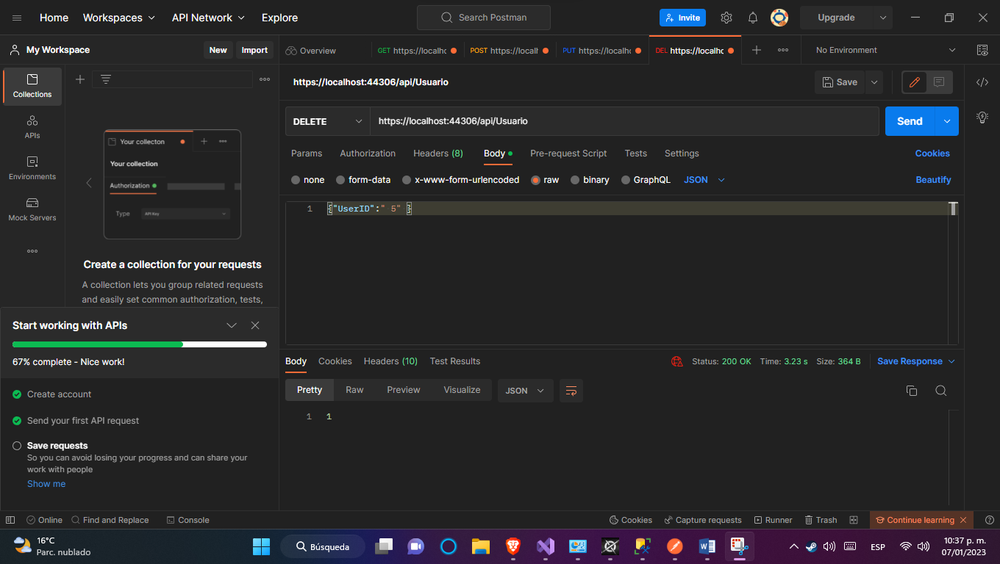 Home Workspaces API Network Explore Search Postman Invite Upgrade
My Workspace New Import Overview GET https://localhc POST https://localh PUT https://localhc DEL https://localhc No Environment
Collections
APIs
Environments
Mock Servers
Your collecton
Your collection
Authorization
Type API Key
Create a collection for your requests
A collection lets you group related requests
and easily set common authorization, tests,
https://localhost:44306/api/Usuario Save
DELETE https://localhost:44306/api/Usuario Send
Params Authorization Headers (8) Body Pre-request Script Tests Settings Cookies
none form-data x-www-form-urlencoded raw binary GraphQL JSON Beautify
1 {"UserID":" 5" }
Start working with APIs
67% complete - Nice work!
Create account
Send your first API request
Save requests
So you can avoid losing your progress and can share your
work with people
Show me
Body Cookies Headers (10) Test Results Status: 200 OK Time: 3.23 s Size: 364 B Save Response
Pretty Raw Preview Visualize JSON
1 1
Online Find and Replace Console Cookies Capture requests Runner Trash Continue learning
16°C
Parc. nublado
Búsqueda
ESP
10:37 p. m.
07/01/2023